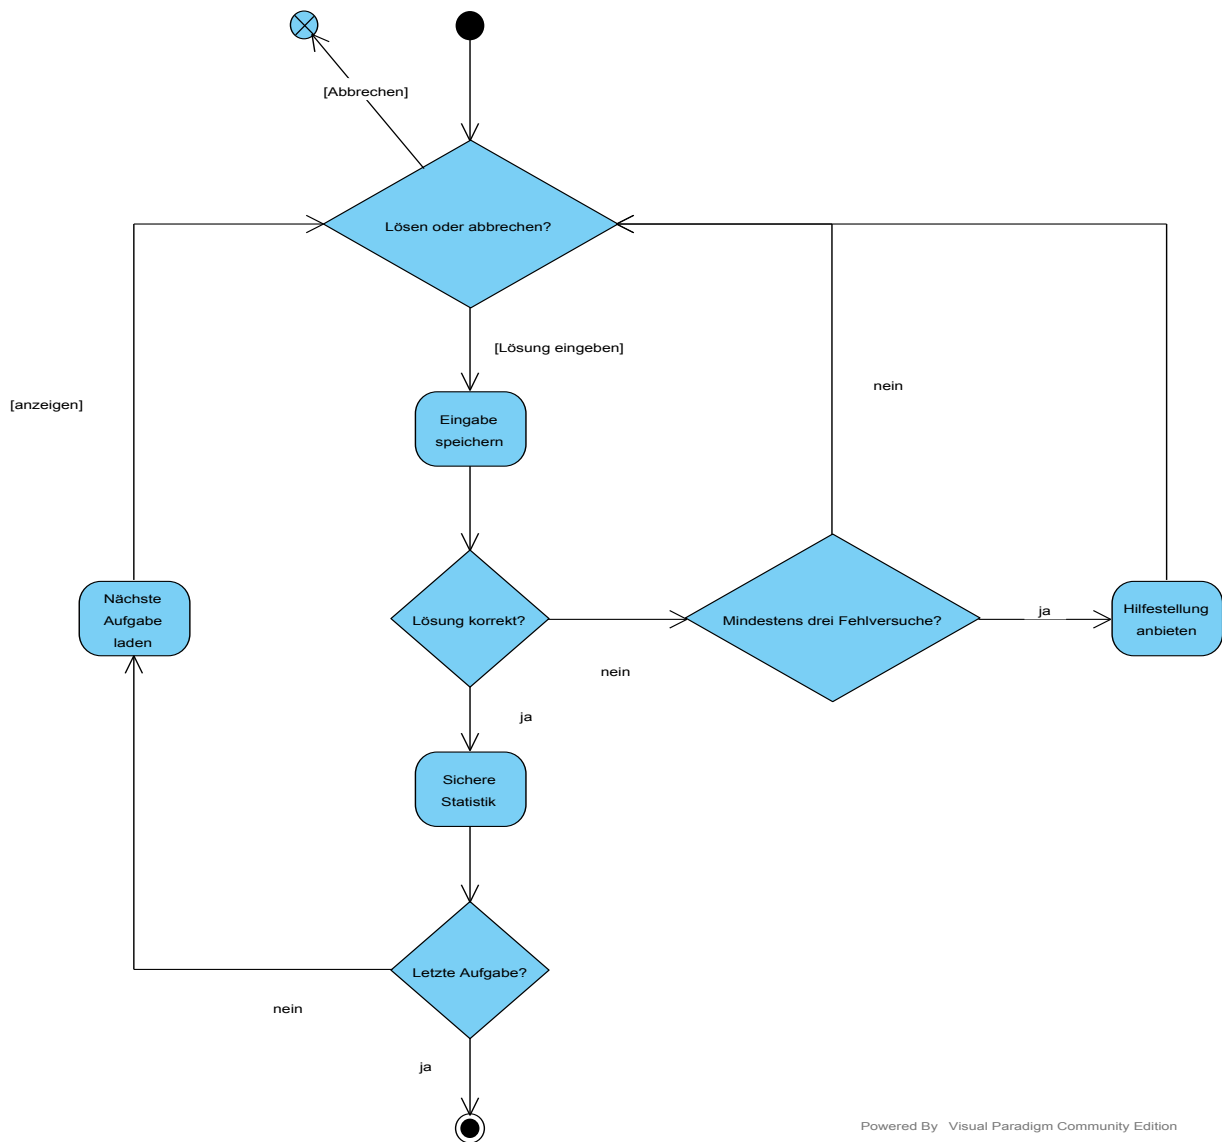 [Abbrechen]
Lösen oder abbrechen?
[Lösung eingeben]
nein
[anzeigen]
Eingabe
speichern
Nächste
Aufgabe
laden
Lösung korrekt?
Mindestens drei Fehlversuche?
ja
Hilfestellung
anbieten
nein
ja
Sichere
Statistik
Letzte Aufgabe?
nein
ja
Powered By Visual Paradigm Community Edition